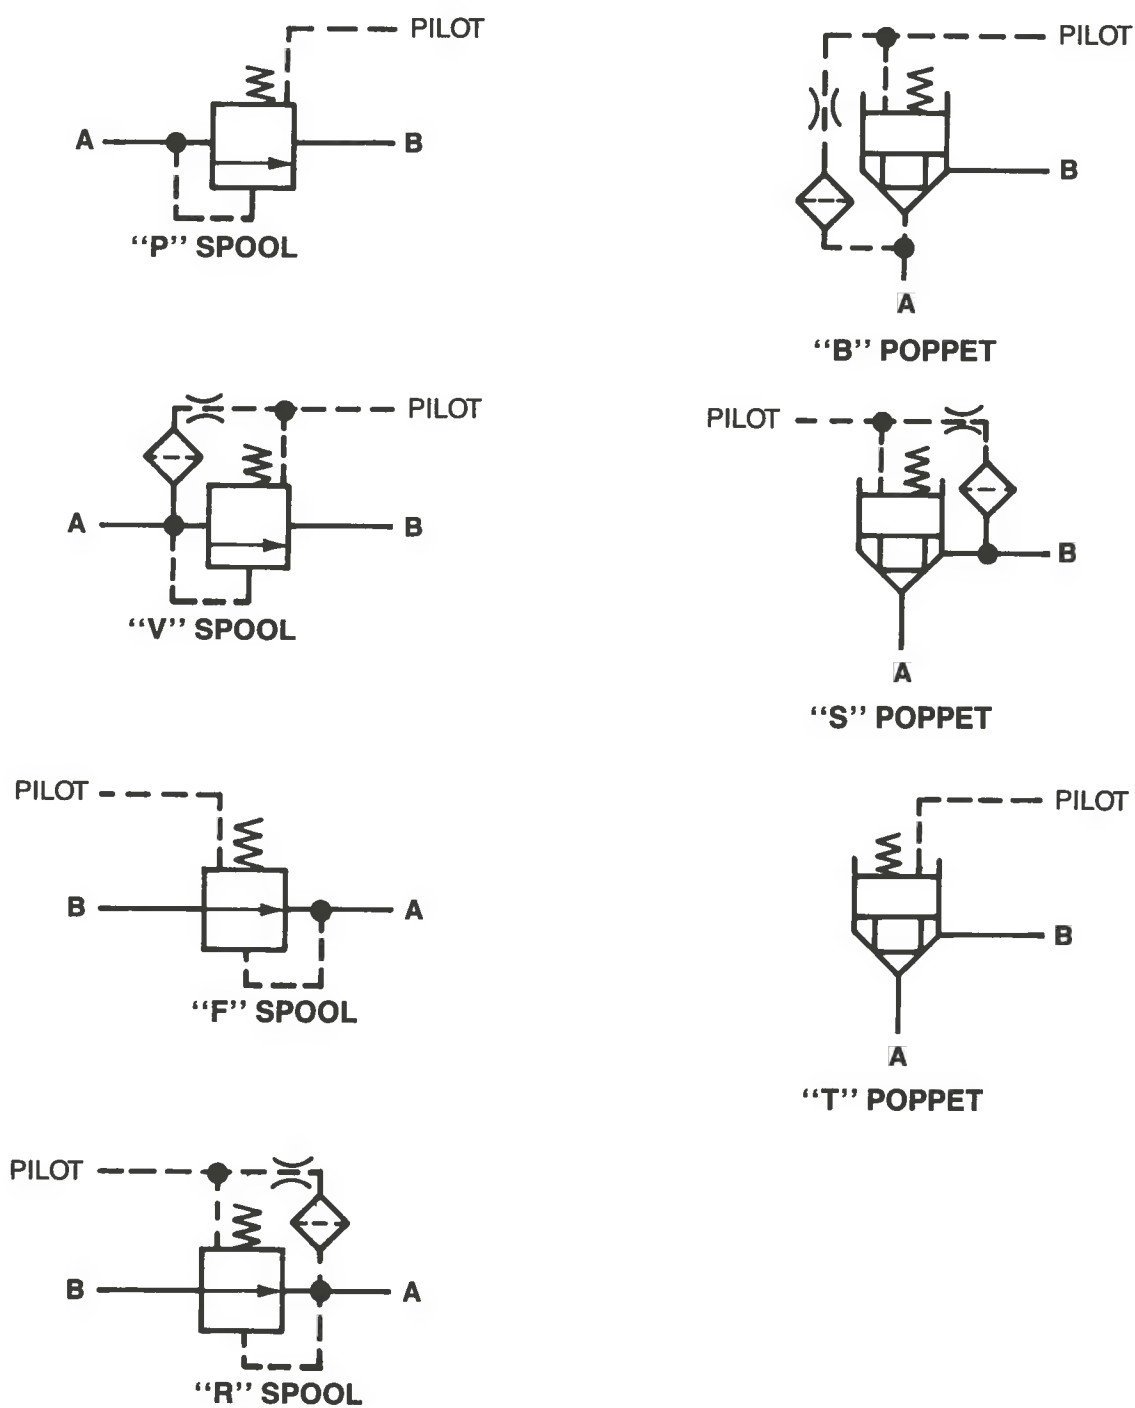 PILOT
A
B
“P” SPOOL
PILOT
A
B
“V” SPOOL
PILOT
B
A
“F” SPOOL
PILOT
B
A
“R” SPOOL
PILOT
B
A
“B” POPPET
PILOT
B
A
“S” POPPET
PILOT
B
A
“T” POPPET